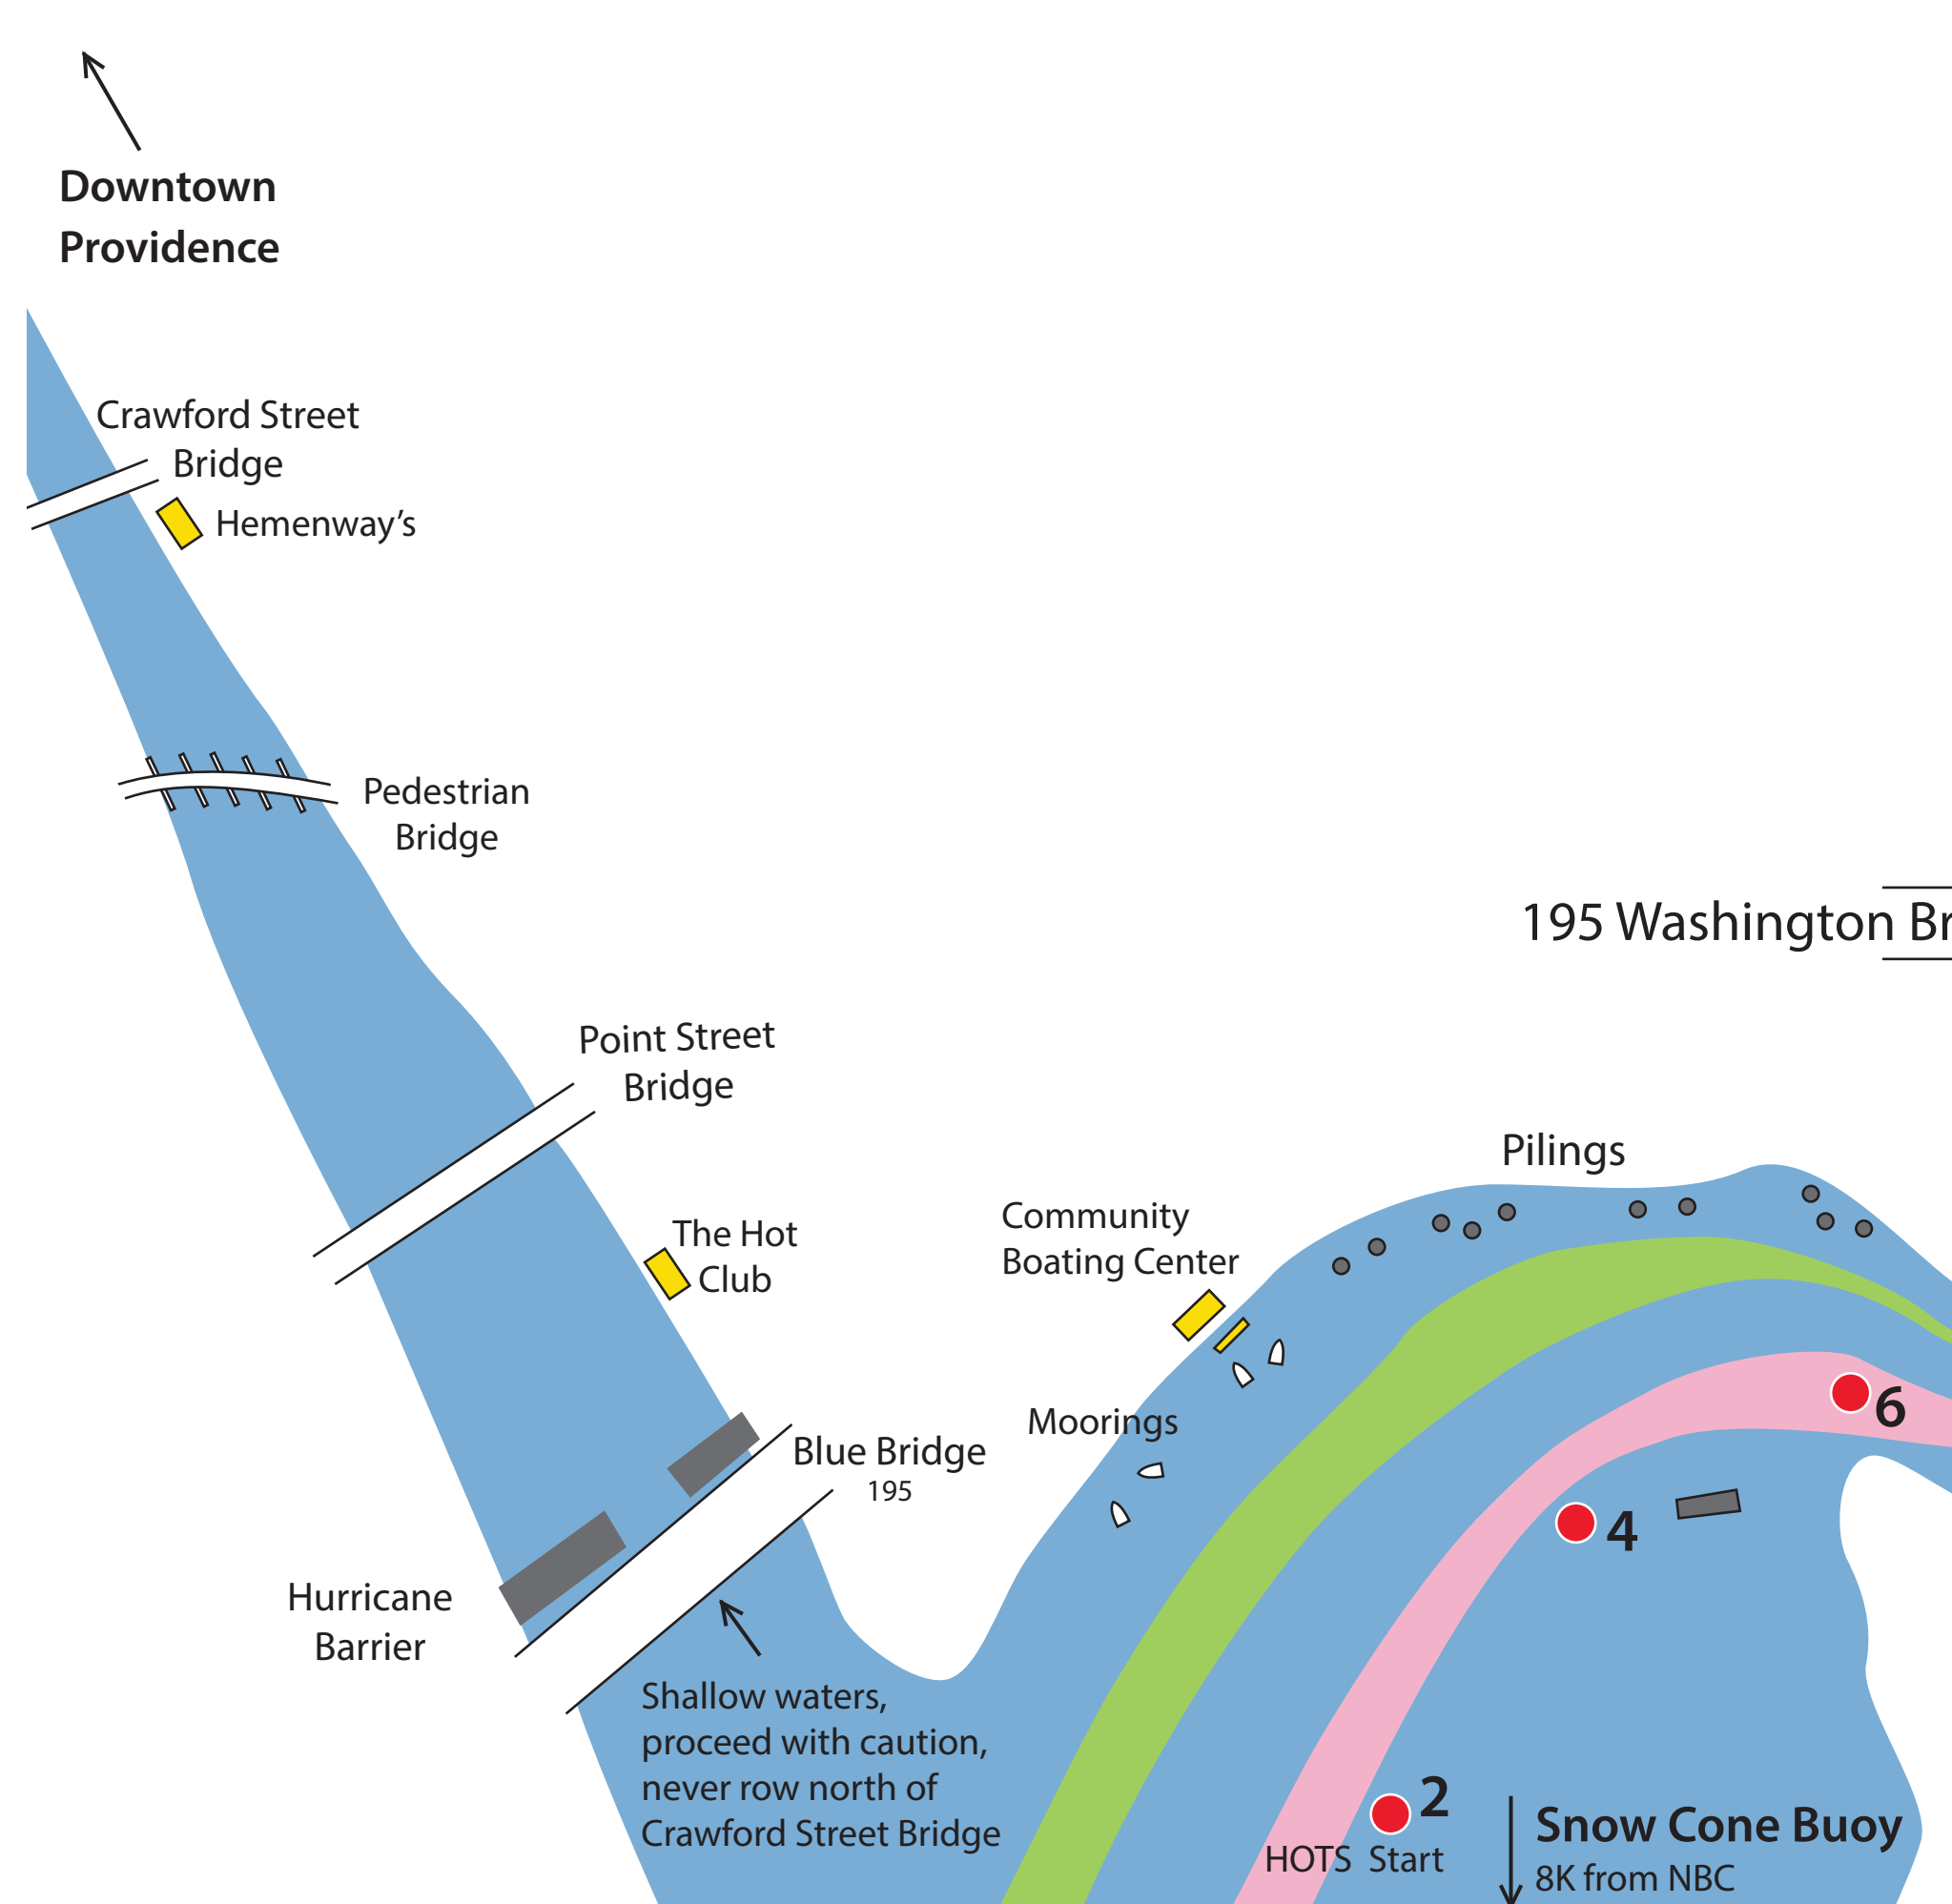 Downtown
Providence
Crawford Street
Bridge
Hemenway’s
Pedestrian
Bridge
195 Washington Br
Point Street
Bridge
Pilings
The Hot
Club
Community
Boating Center
Moorings
6
Blue Bridge
195
4
Hurricane
Barrier
Shallow waters,
proceed with caution,
never row north of
Crawford Street Bridge
2
HOTS Start
Snow Cone Buoy
8K from NBC